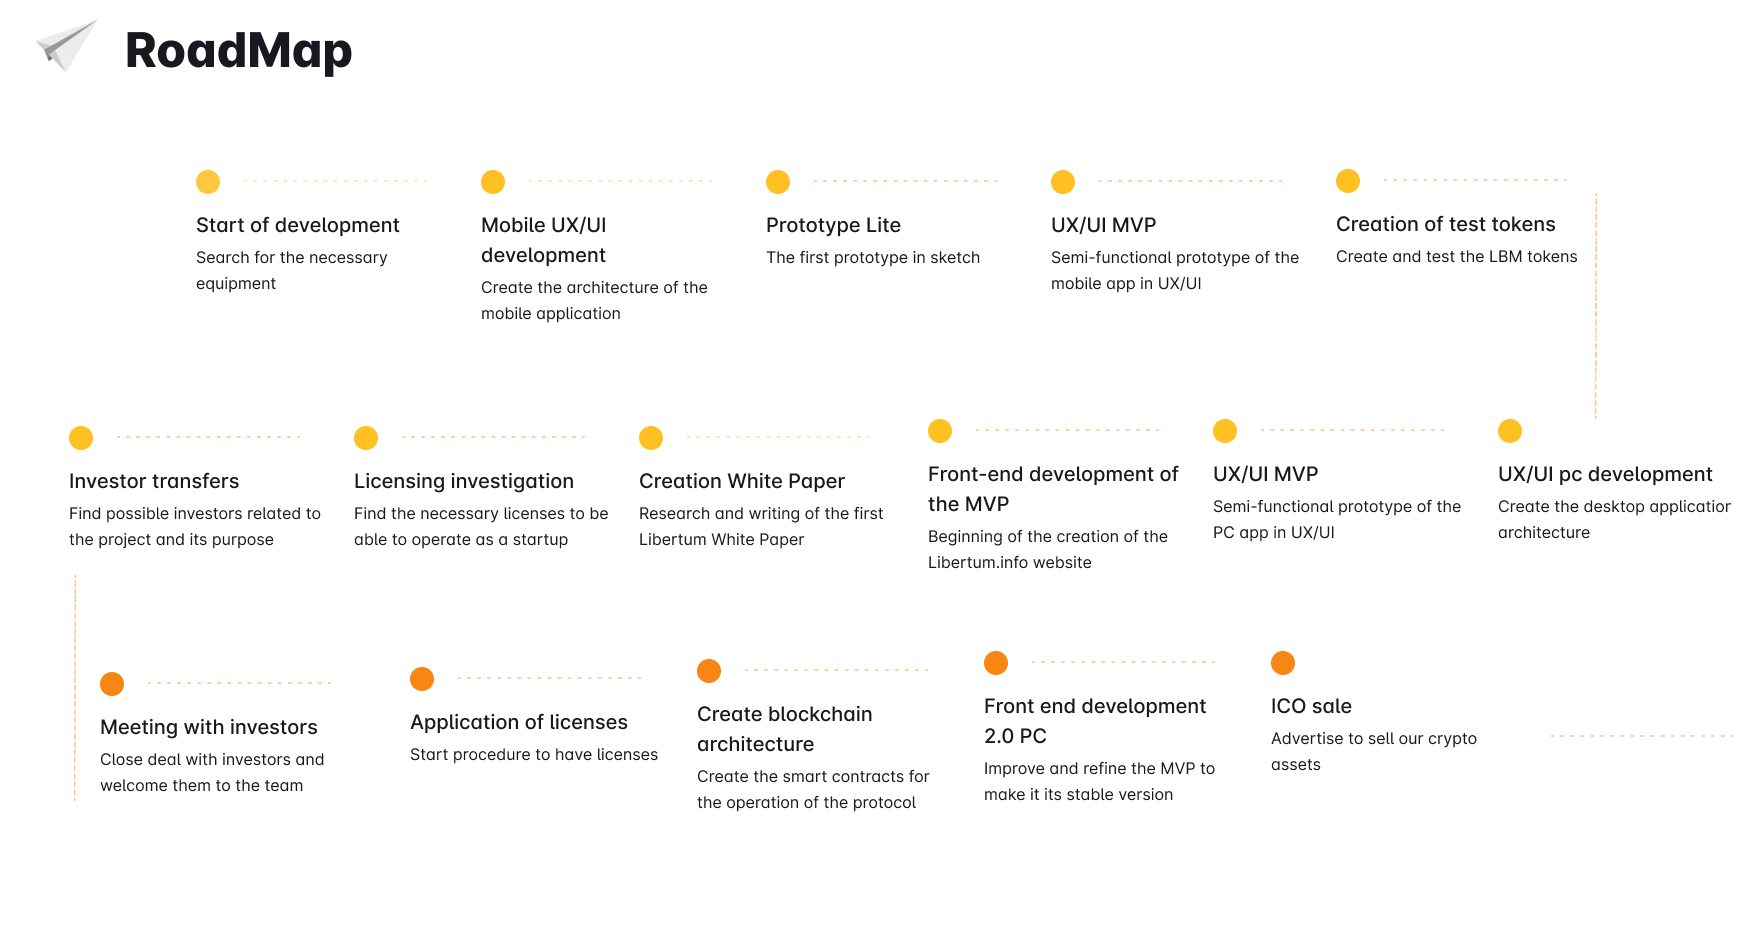 RoadMap
Start of development
Search for the necessary
equipment
Mobile UX/UI
development
Create the architecture of the
mobile application
Prototype Lite
The first prototype in sketch
UX/UI MVP
Semi-functional prototype of the
mobile app in UX/UI
Creation of test tokens
Create and test the LBM tokens
Investor transfers
Find possible investors related to
the project and its purpose
Licensing investigation
Find the necessary licenses to be
able to operate as a startup
Creation White Paper
Research and writing of the first
Libertum White Paper
Front-end development of
the MVP
Beginning of the creation of the
Libertum.info website
UX/UI MVP
Semi-functional prototype of the
PC app in UX/UI
UX/UI pc development
Create the desktop application
architecture
Meeting with investors
Close deal with investors and
welcome them to the team
Application of licenses
Start procedure to have licenses
Create blockchain
architecture
Create the smart contracts for
the operation of the protocol
Front end development
2.0 PC
Improve and refine the MVP to
make it its stable version
ICO sale
Advertise to sell our crypto
assets